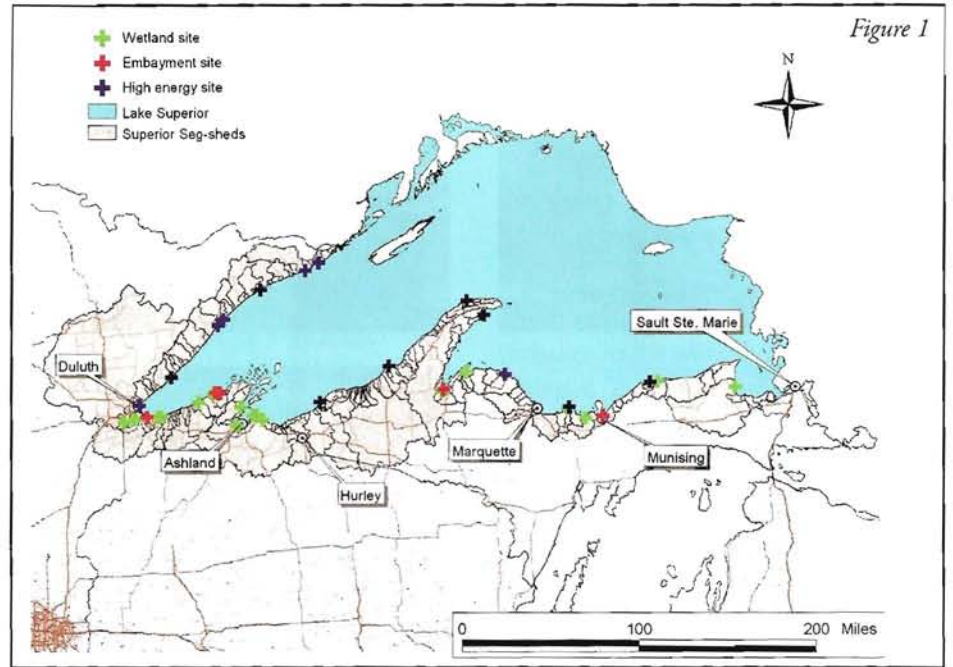 Figure 1
Wetland site
Embayment site
High energy site
Lake Superior
Superior Seg-sheds
N
Sault Ste. Marie
Duluth
Ashland
Hurley
Marquette
Munising
0 100 200 Miles